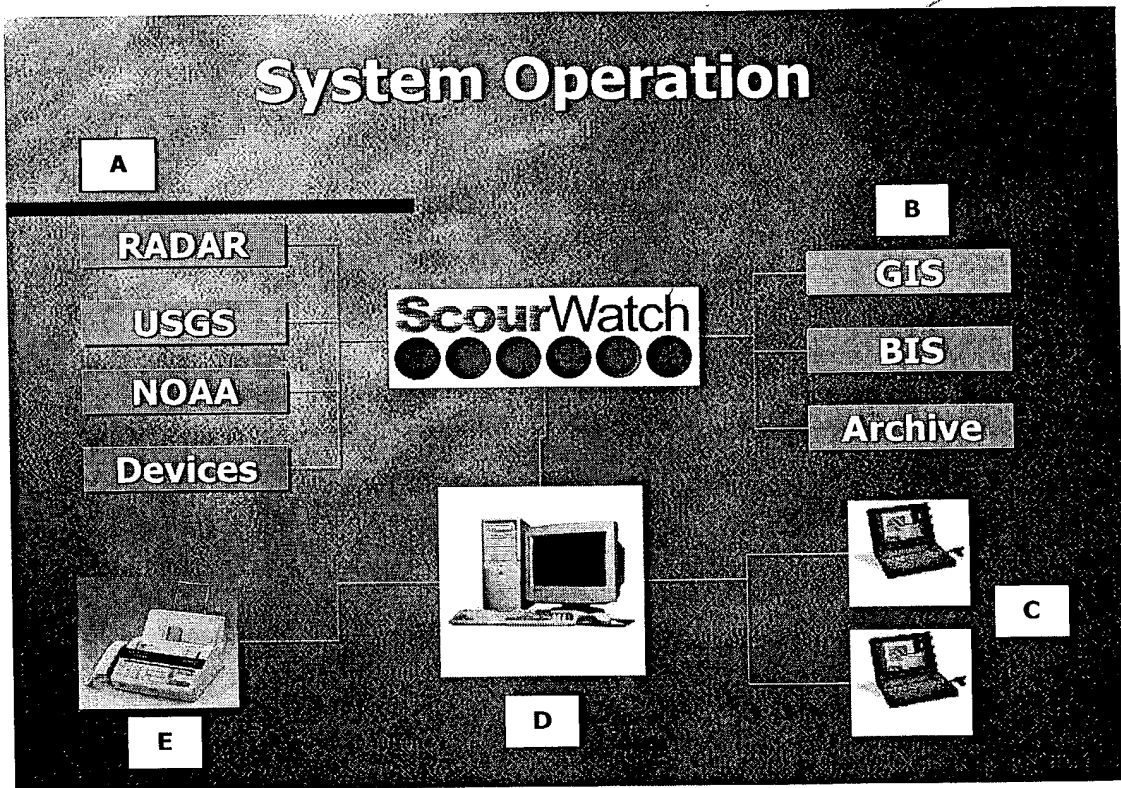 System Operation
A
RADAR
USGS
NOAA
Devices
ScourWatch
B
GIS
BIS
Archive
C
D
E